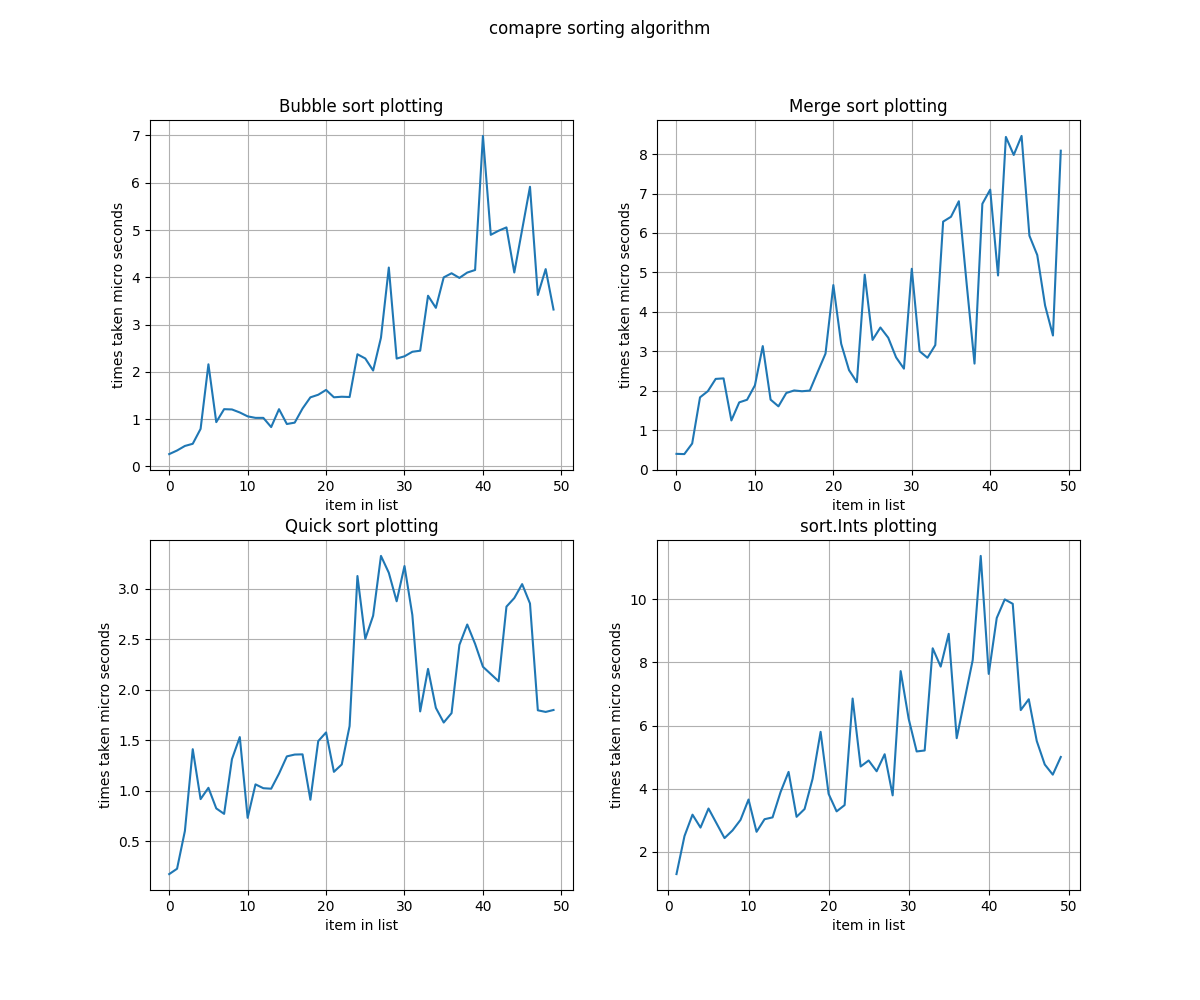 comapre sorting algorithm
Bubble sort plotting
times taken micro seconds
7
6
5
4
3
2
1
0
0 10 20 30 40 50
item in list
Merge sort plotting
times taken micro seconds
8
7
6
5
4
3
2
1
0
0 10 20 30 40 50
item in list
Quick sort plotting
times taken micro seconds
3.0
2.5
2.0
1.5
1.0
0.5
0 10 20 30 40 50
item in list
sort.Ints plotting
times taken micro seconds
10
8
6
4
2
0 10 20 30 40 50
item in list